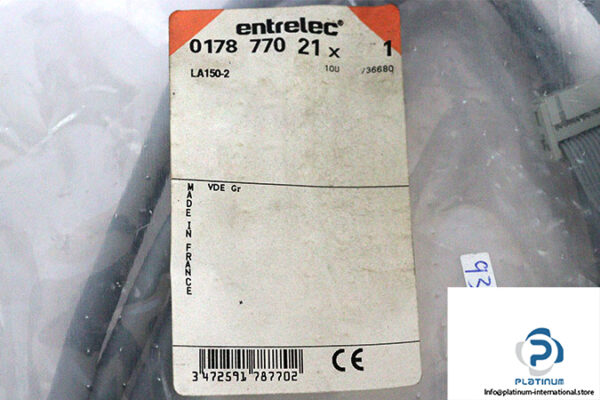 entrelec®
0178 770 21 x 1
LA150-2 10U /36680
VDE Gr
MADE IN FRANCE
3 472591 787702
CE
93
PLATINUM
Info@platinum-international.store